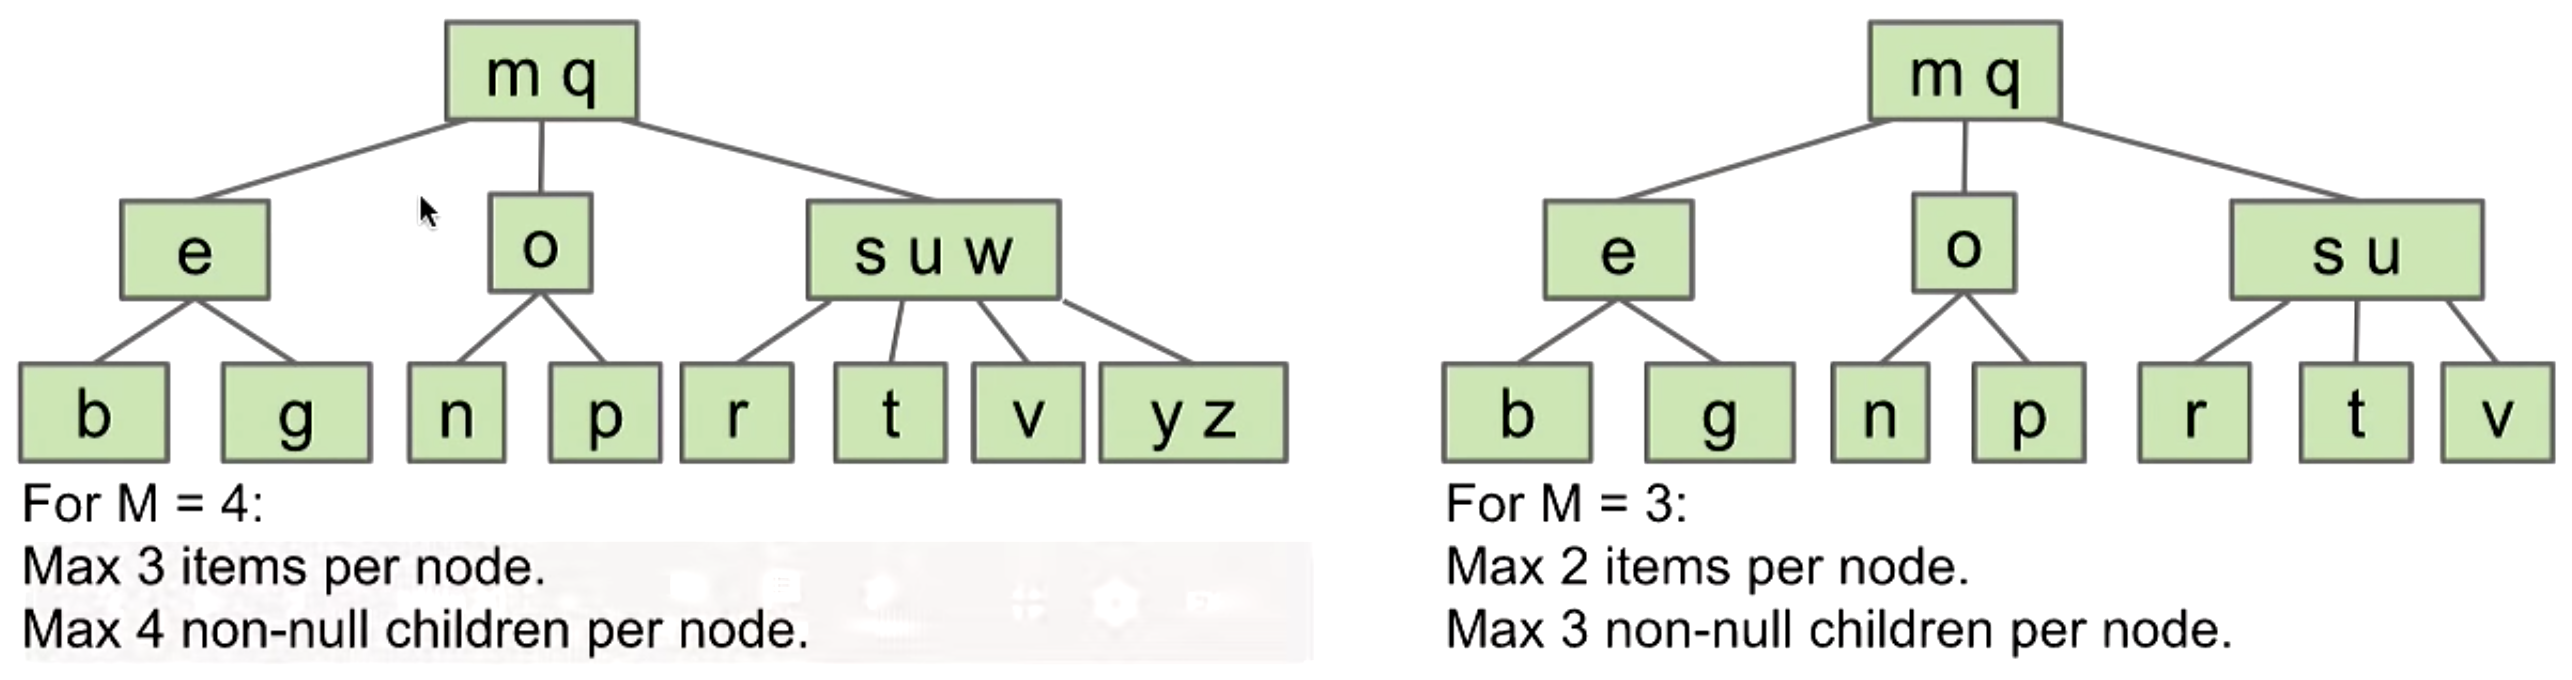 m q
e
o
s u w
b
g
n
p
r
t
v
y z
For M = 4:
Max 3 items per node.
Max 4 non-null children per node.
m q
e
o
s u
b
g
n
p
r
t
v
For M = 3:
Max 2 items per node.
Max 3 non-null children per node.